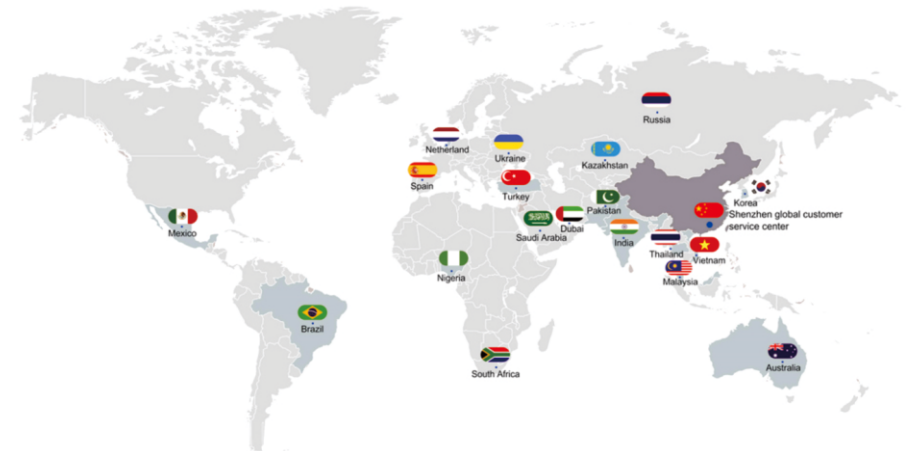 Russia
Netherland
Ukraine
Kazakhstan
Spain
Turkey
Korea
Pakistan
Shenzhen global customer
service center
Mexico
Dubai
Saudi Arabia
India
Thailand
Vietnam
Nigeria
Malaysia
Brazil
Australia
South Africa